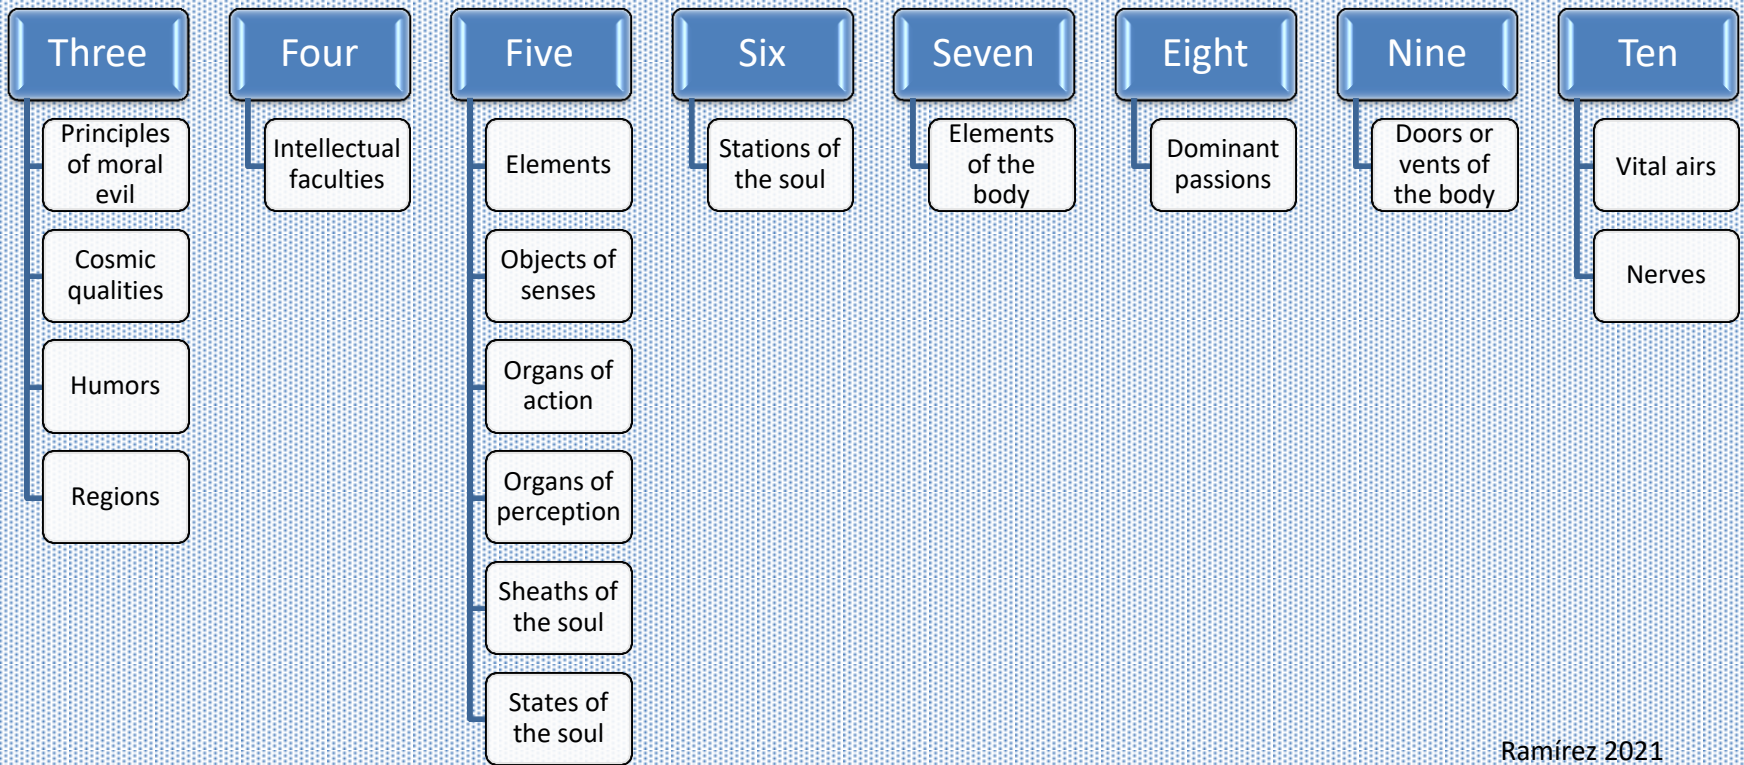 Three
Principles
of moral
evil
Cosmic
qualities
Humors
Regions
Four
Intellectual
faculties
Five
Elements
Objects of
senses
Organs of
action
Organs of
perception
Sheaths of
the soul
States of
the soul
Six
Stations of
the soul
Seven
Elements
of the
body
Eight
Dominant
passions
Nine
Doors or
vents of
the body
Ten
Vital airs
Nerves
Ramírez 2021